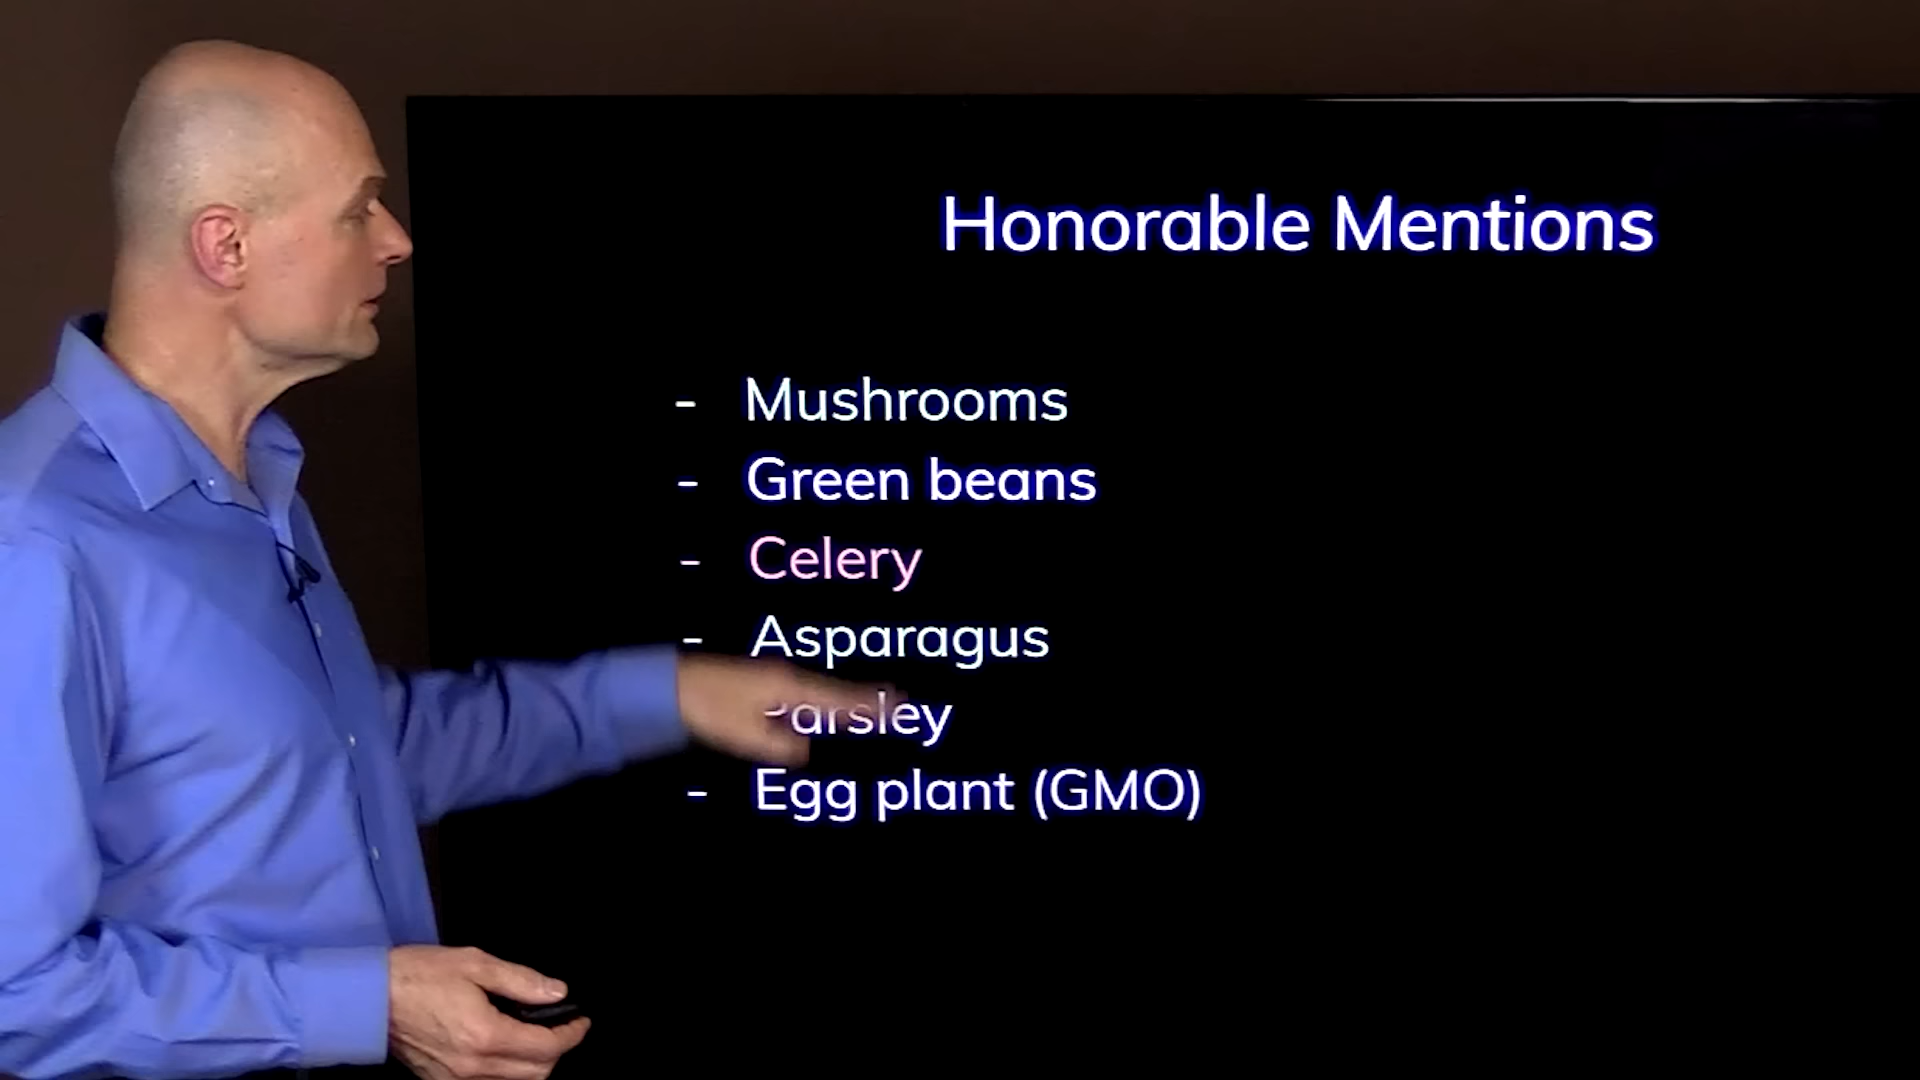 Honorable Mentions
- Mushrooms
- Green beans
- Celery
- Asparagus
Parsley
- Egg plant (GMO)